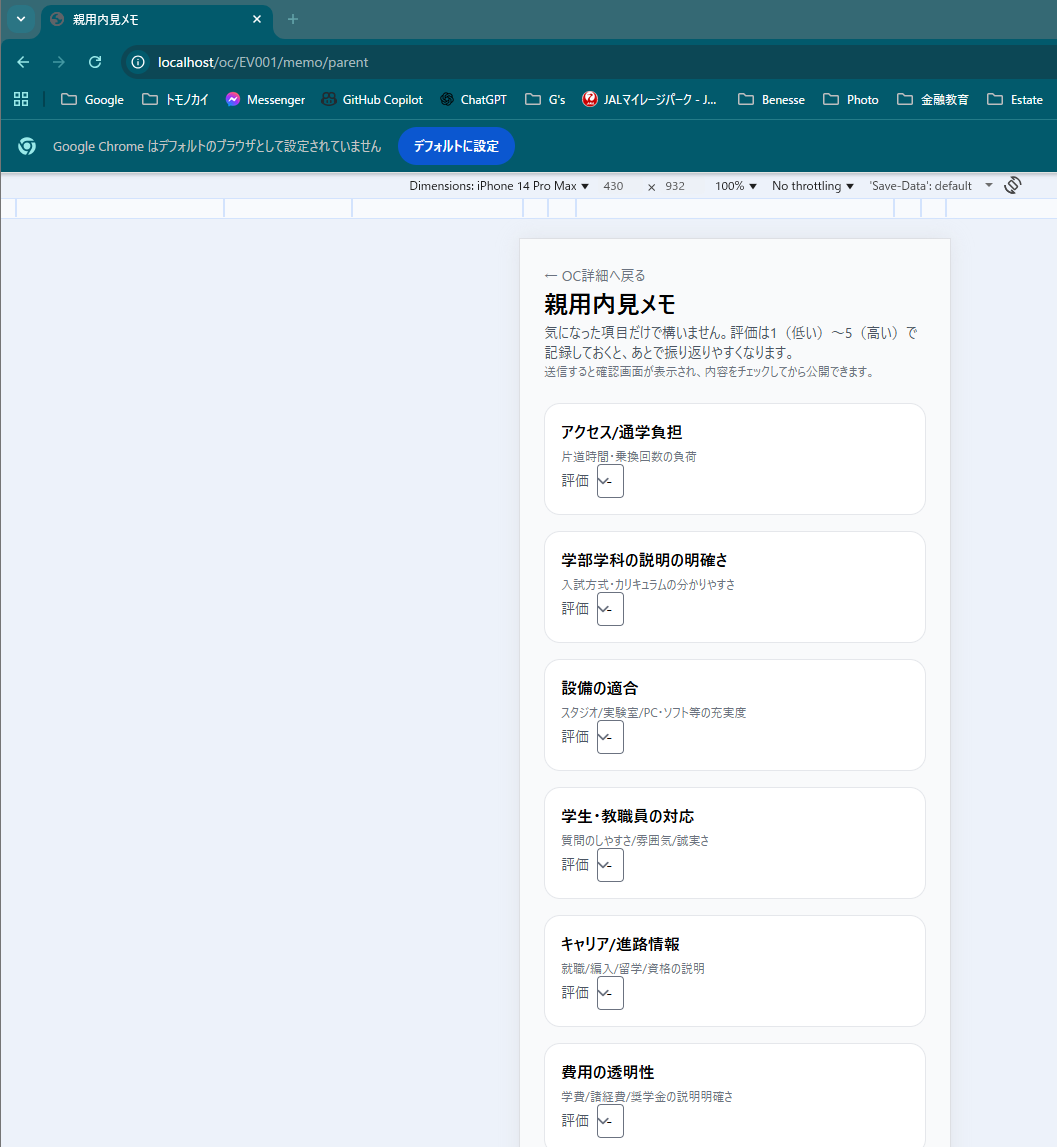 親用内見メモ
localhost/oc/EV001/memo/parent
Google トモノカイ Messenger GitHub Copilot ChatGPT G's JALマイレージパーク - J... Benesse Photo 金融教育 Estate
Google Chrome はデフォルトのブラウザとして設定されていません デフォルトに設定
Dimensions: iPhone 14 Pro Max ▼ 430 × 932 100% ▼ No throttling ▼ 'Save-Data': default
← OC詳細へ戻る
親用内見メモ
気になった項目だけで構いません。評価は1（低い）〜5（高い）で
記録しておくと、あとで振り返りやすくなります。
送信すると確認画面が表示され、内容をチェックしてから公開できます。
アクセス/通学負担
片道時間・乗換回数の負荷
評価 -
学部学科の説明の明確さ
入試方式・カリキュラムの分かりやすさ
評価 -
設備の適合
スタジオ/実験室/PC・ソフト等の充実度
評価 -
学生・教職員の対応
質問のしやすさ/雰囲気/誠実さ
評価 -
キャリア/進路情報
就職/編入/留学/資格の説明
評価 -
費用の透明性
学費/諸経費/奨学金の説明明確さ
評価 -